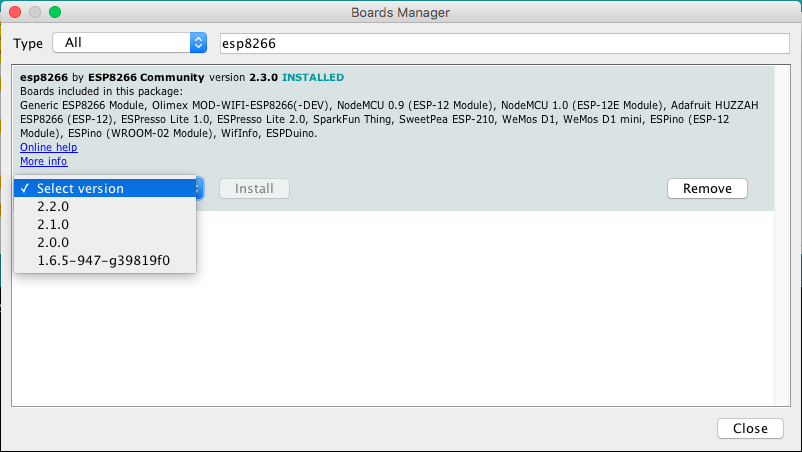 Boards Manager
Type All esp8266
esp8266 by ESP8266 Community version 2.3.0 INSTALLED
Boards included in this package:
Generic ESP8266 Module, Olimex MOD-WIFI-ESP8266(-DEV), NodeMCU 0.9 (ESP-12 Module), NodeMCU 1.0 (ESP-12E Module), Adafruit HUZZAH
ESP8266 (ESP-12), ESPresso Lite 1.0, ESPresso Lite 2.0, SparkFun Thing, SweetPea ESP-210, WeMos D1, WeMos D1 mini, ESPino (ESP-12
Module), ESPino (WROOM-02 Module), WifInfo, ESPDuino.
Online help
More info
✓ Select version Install Remove
2.2.0
2.1.0
2.0.0
1.6.5-947-g39819f0
Close